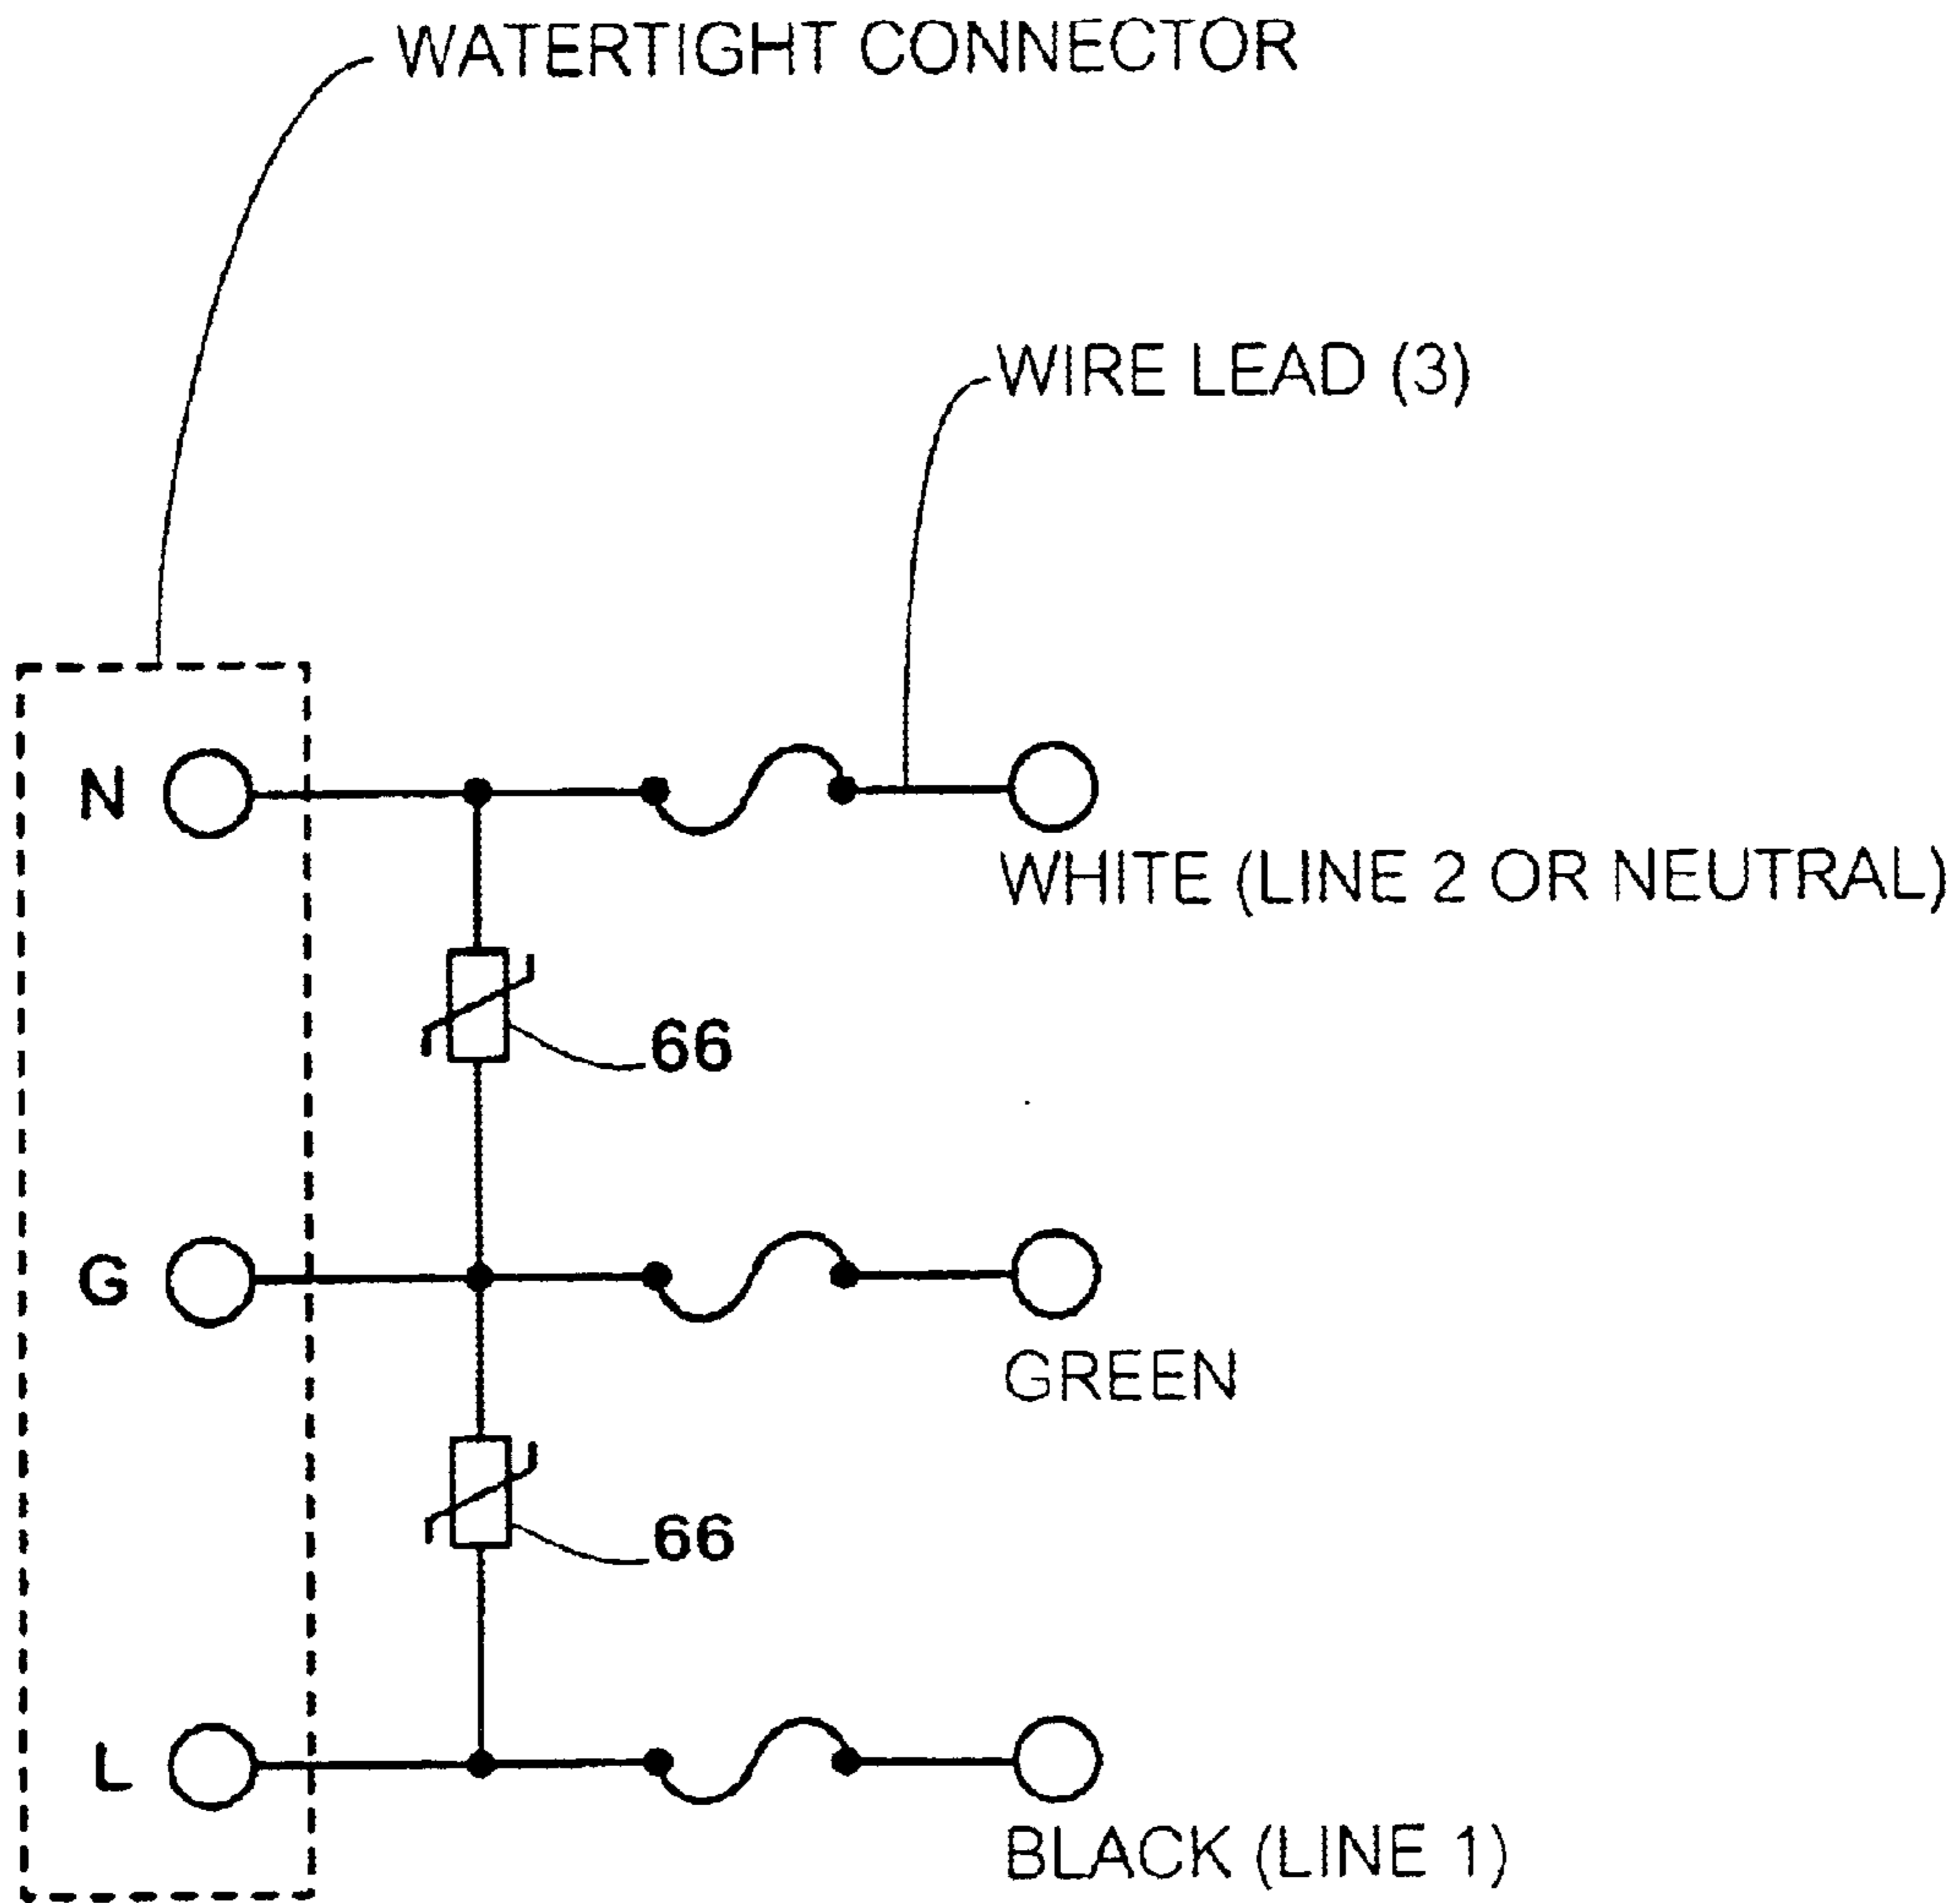 WATERTIGHT CONNECTOR
WIRE LEAD (3)
N
WHITE (LINE 2 OR NEUTRAL)
66
G
GREEN
66
L
BLACK (LINE 1)